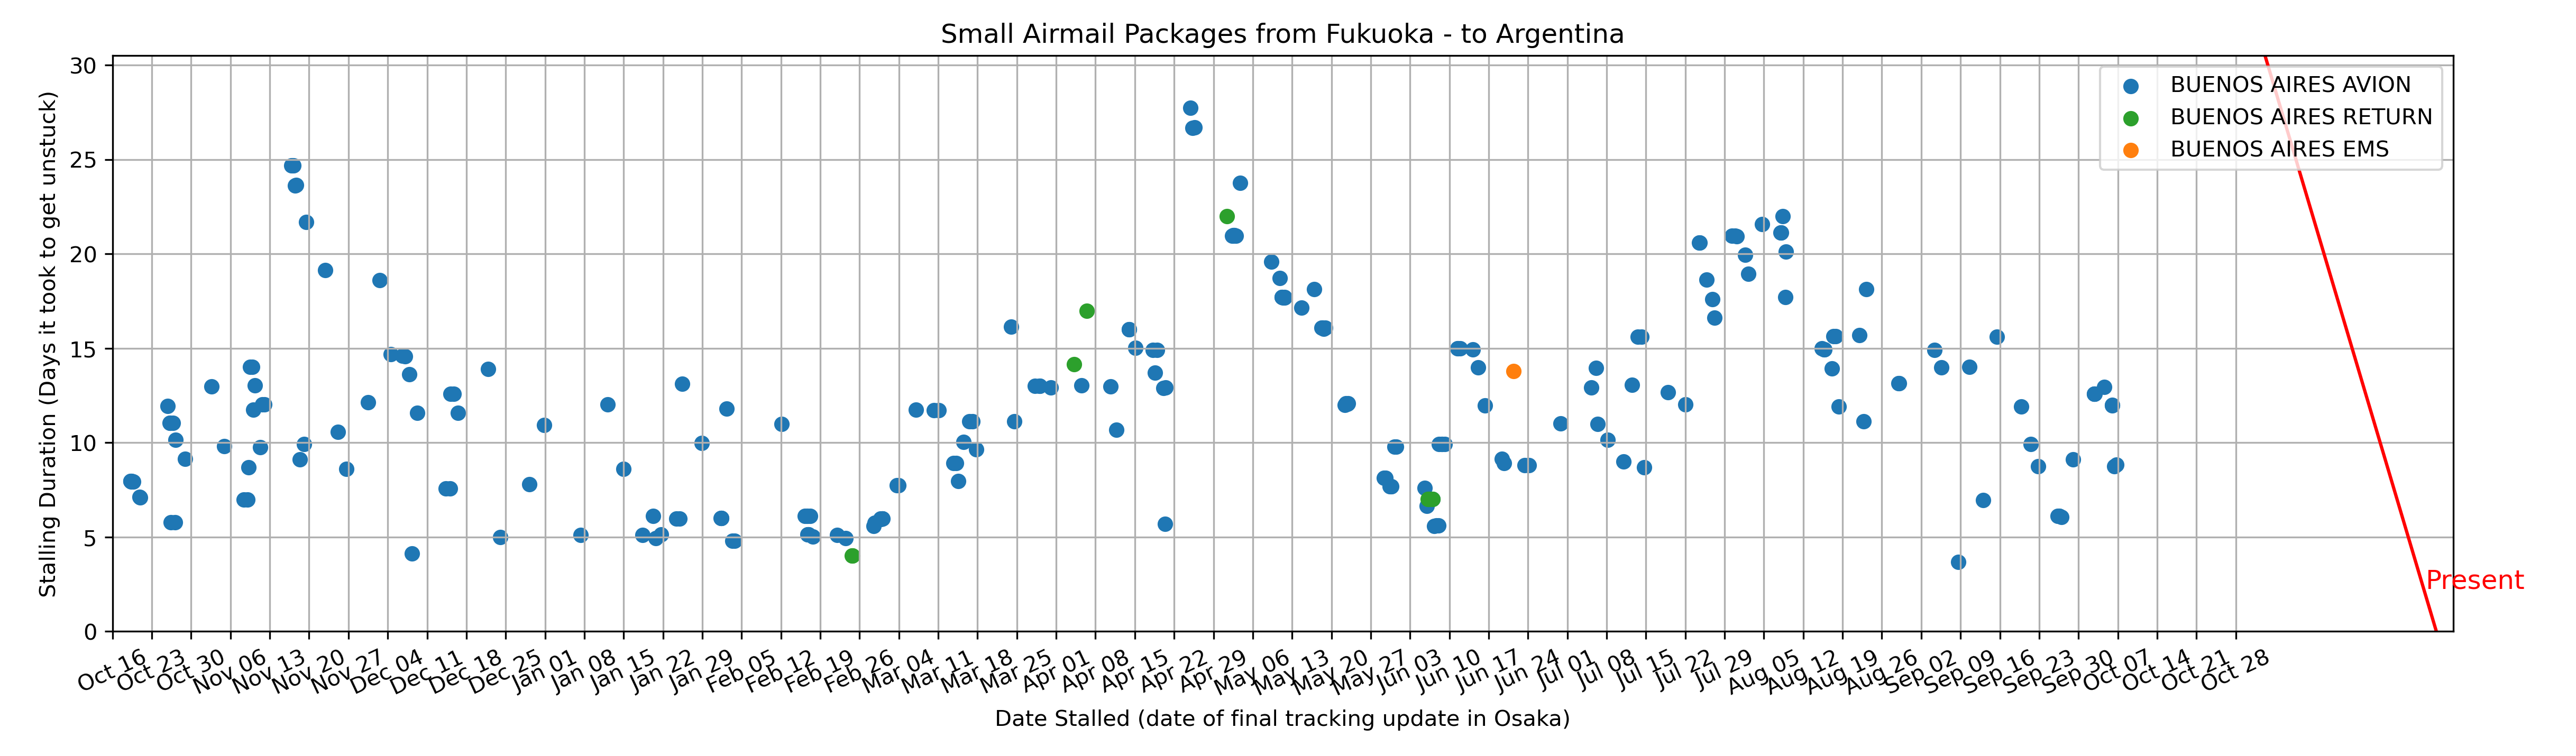 Small Airmail Packages from Fukuoka - to Argentina
Stalling Duration (Days it took to get unstuck)
30
25
20
15
10
5
0
BUENOS AIRES AVION
BUENOS AIRES RETURN
BUENOS AIRES EMS
Present
Oct 16
Oct 23
Oct 30
Nov 06
Nov 13
Nov 20
Nov 27
Dec 04
Dec 11
Dec 18
Dec 25
Jan 01
Jan 08
Jan 15
Jan 22
Jan 29
Feb 05
Feb 12
Feb 19
Feb 26
Mar 04
Mar 11
Mar 18
Mar 25
Apr 01
Apr 08
Apr 15
Apr 22
Apr 29
May 06
May 13
May 20
May 27
Jun 03
Jun 10
Jun 17
Jun 24
Jul 01
Jul 08
Jul 15
Jul 22
Jul 29
Aug 05
Aug 12
Aug 19
Aug 26
Sep 02
Sep 09
Sep 16
Sep 23
Sep 30
Oct 07
Oct 14
Oct 21
Oct 28
Date Stalled (date of final tracking update in Osaka)